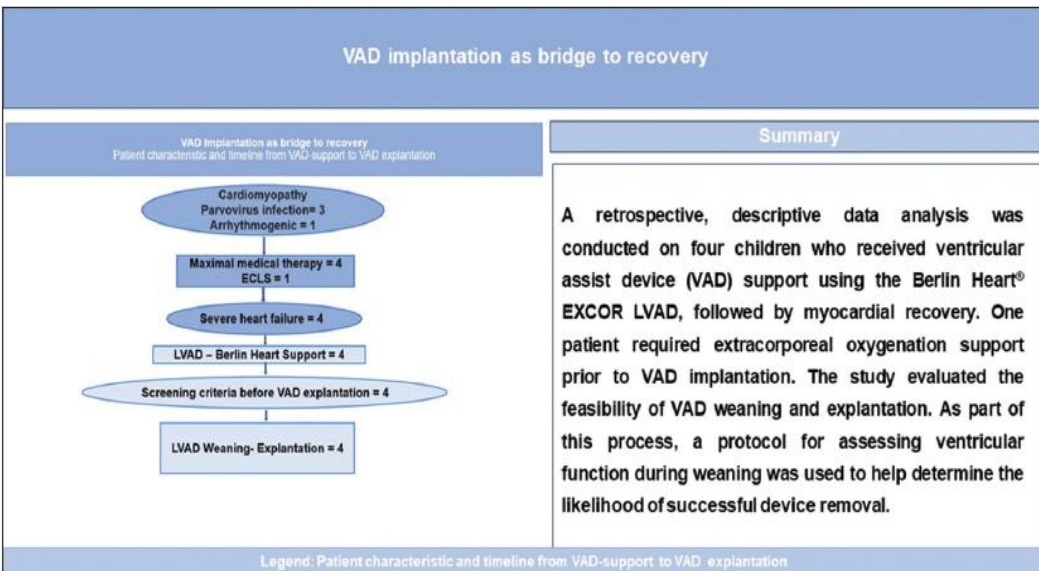 VAD implantation as bridge to recovery
VAD Implantation as bridge to recovery
Patient characteristic and timeline from VAD-support to VAD explantation
Cardiomyopathy
Parvovirus infection= 3
Arrhythmogenic = 1
Maximal medical therapy = 4
ECLS = 1
Severe heart failure = 4
LVAD – Berlin Heart Support = 4
Screening criteria before VAD explantation = 4
LVAD Weaning- Explantation = 4
Summary
A retrospective, descriptive data analysis was
conducted on four children who received ventricular
assist device (VAD) support using the Berlin Heart®
EXCOR LVAD, followed by myocardial recovery. One
patient required extracorporeal oxygenation support
prior to VAD implantation. The study evaluated the
feasibility of VAD weaning and explantation. As part of
this process, a protocol for assessing ventricular
function during weaning was used to help determine the
likelihood of successful device removal.
Legend: Patient characteristic and timeline from VAD-support to VAD explantation